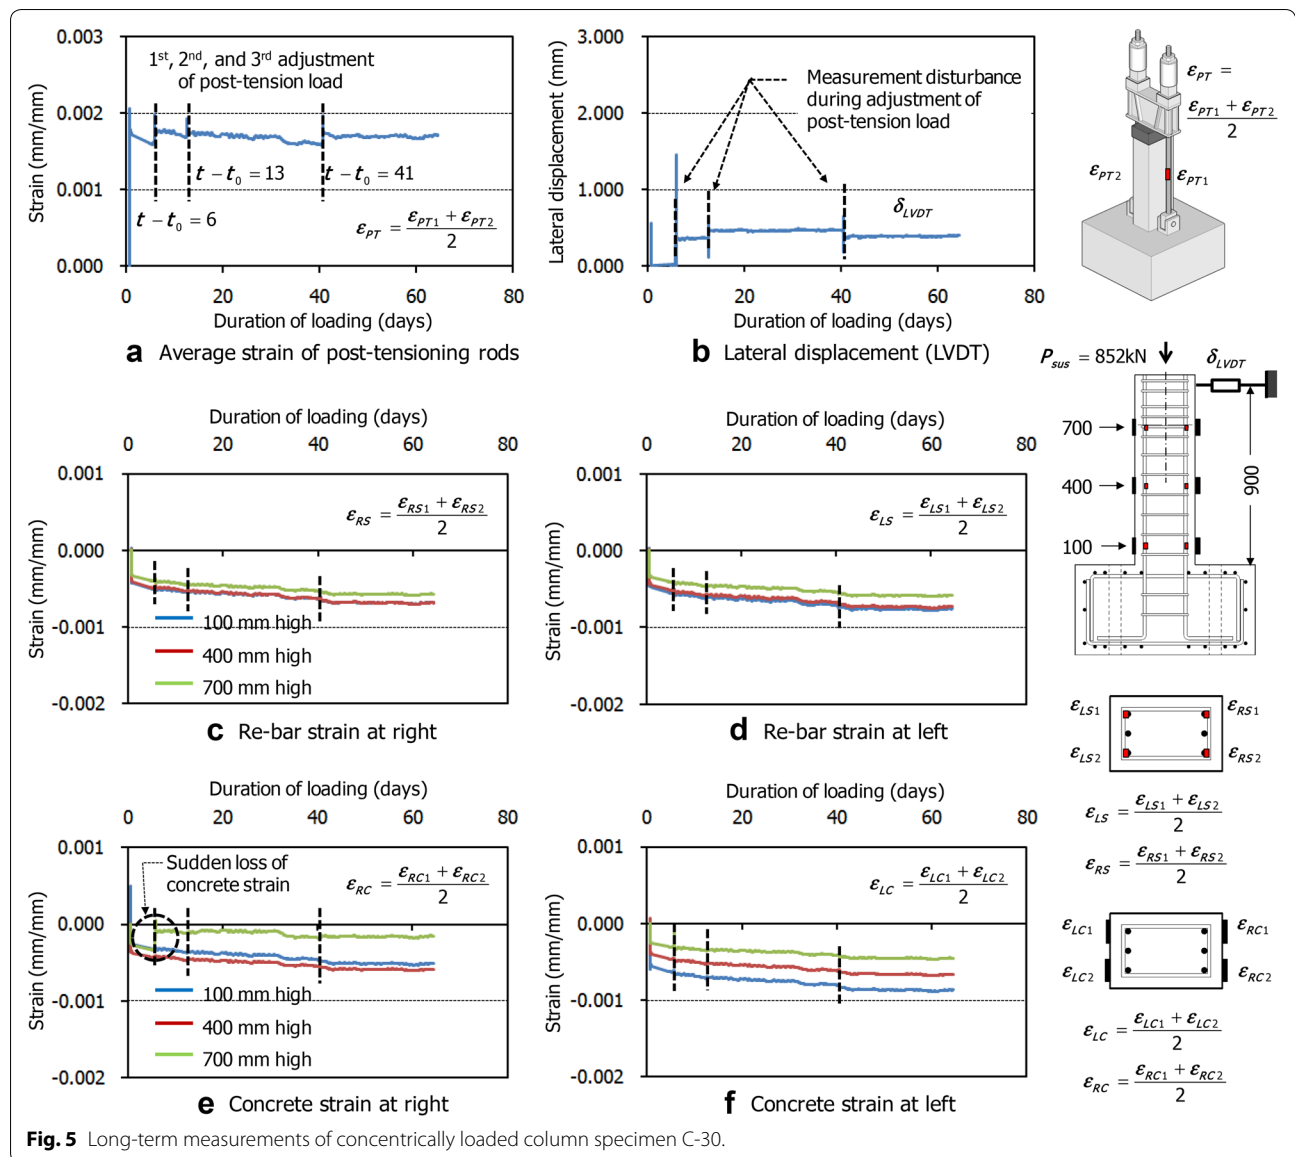 0.003
0.002
0.001
0.000
Strain (mm/mm)
1st, 2nd, and 3rd adjustment
of post-tension load
t − t0 = 13
t − t0 = 41
t − t0 = 6
εPT = (εPT1 + εPT2)/2
0 20 40 60 80
Duration of loading (days)
a Average strain of post-tensioning rods
3.000
2.000
1.000
0.000
Lateral displacement (mm)
Measurement disturbance
during adjustment of
post-tension load
δLVDT
0 20 40 60 80
Duration of loading (days)
b Lateral displacement (LVDT)
εPT =
(εPT1 + εPT2)/2
εPT2
εPT1
Duration of loading (days)
0 20 40 60 80
0.001
0.000
-0.001
-0.002
Strain (mm/mm)
εRS = (εRS1 + εRS2)/2
100 mm high
400 mm high
700 mm high
c Re-bar strain at right
Duration of loading (days)
0 20 40 60 80
0.001
0.000
-0.001
-0.002
Strain (mm/mm)
εLS = (εLS1 + εLS2)/2
d Re-bar strain at left
Psus = 852kN
δLVDT
700
400
100
900
εLS1
εRS1
εLS2
εRS2
εLS = (εLS1 + εLS2)/2
εRS = (εRS1 + εRS2)/2
Duration of loading (days)
0 20 40 60 80
0.001
0.000
-0.001
-0.002
Strain (mm/mm)
Sudden loss of
concrete strain
εRC = (εRC1 + εRC2)/2
100 mm high
400 mm high
700 mm high
e Concrete strain at right
Duration of loading (days)
0 20 40 60 80
0.001
0.000
-0.001
-0.002
Strain (mm/mm)
εLC = (εLC1 + εLC2)/2
f Concrete strain at left
εLC1
εRC1
εLC2
εRC2
εLC = (εLC1 + εLC2)/2
εRC = (εRC1 + εRC2)/2
Fig. 5 Long-term measurements of concentrically loaded column specimen C-30.